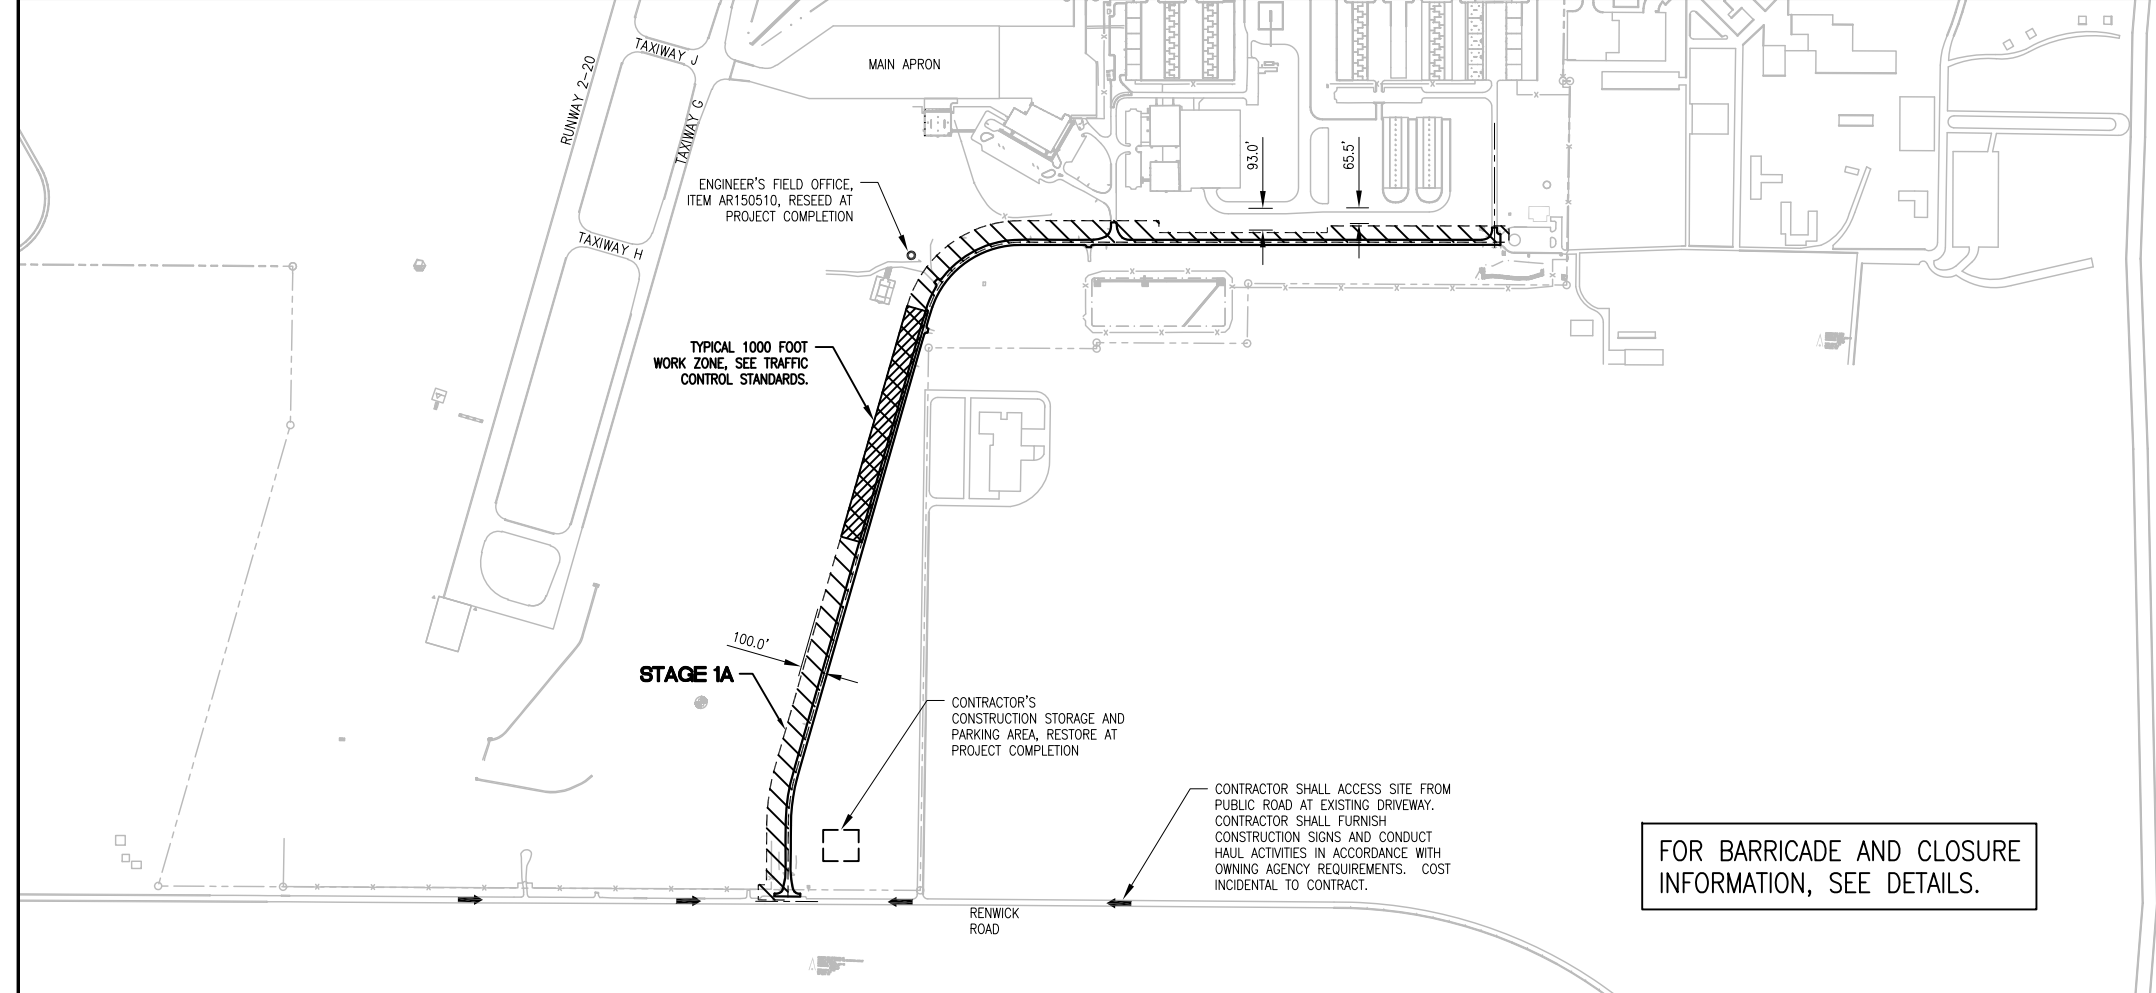 TAXIWAY J
RUNWAY 2-20
MAIN APRON
TAXIWAY G
93.0'
65.5'
ENGINEER'S FIELD OFFICE,
ITEM AR150510, RESEED AT
PROJECT COMPLETION
TAXIWAY H
TYPICAL 1000 FOOT
WORK ZONE, SEE TRAFFIC
CONTROL STANDARDS.
100.0'
STAGE 1A
CONTRACTOR'S
CONSTRUCTION STORAGE AND
PARKING AREA, RESTORE AT
PROJECT COMPLETION
CONTRACTOR SHALL ACCESS SITE FROM
PUBLIC ROAD AT EXISTING DRIVEWAY.
CONTRACTOR SHALL FURNISH
CONSTRUCTION SIGNS AND CONDUCT
HAUL ACTIVITIES IN ACCORDANCE WITH
OWNING AGENCY REQUIREMENTS. COST
INCIDENTAL TO CONTRACT.
FOR BARRICADE AND CLOSURE
INFORMATION, SEE DETAILS.
RENWICK
ROAD